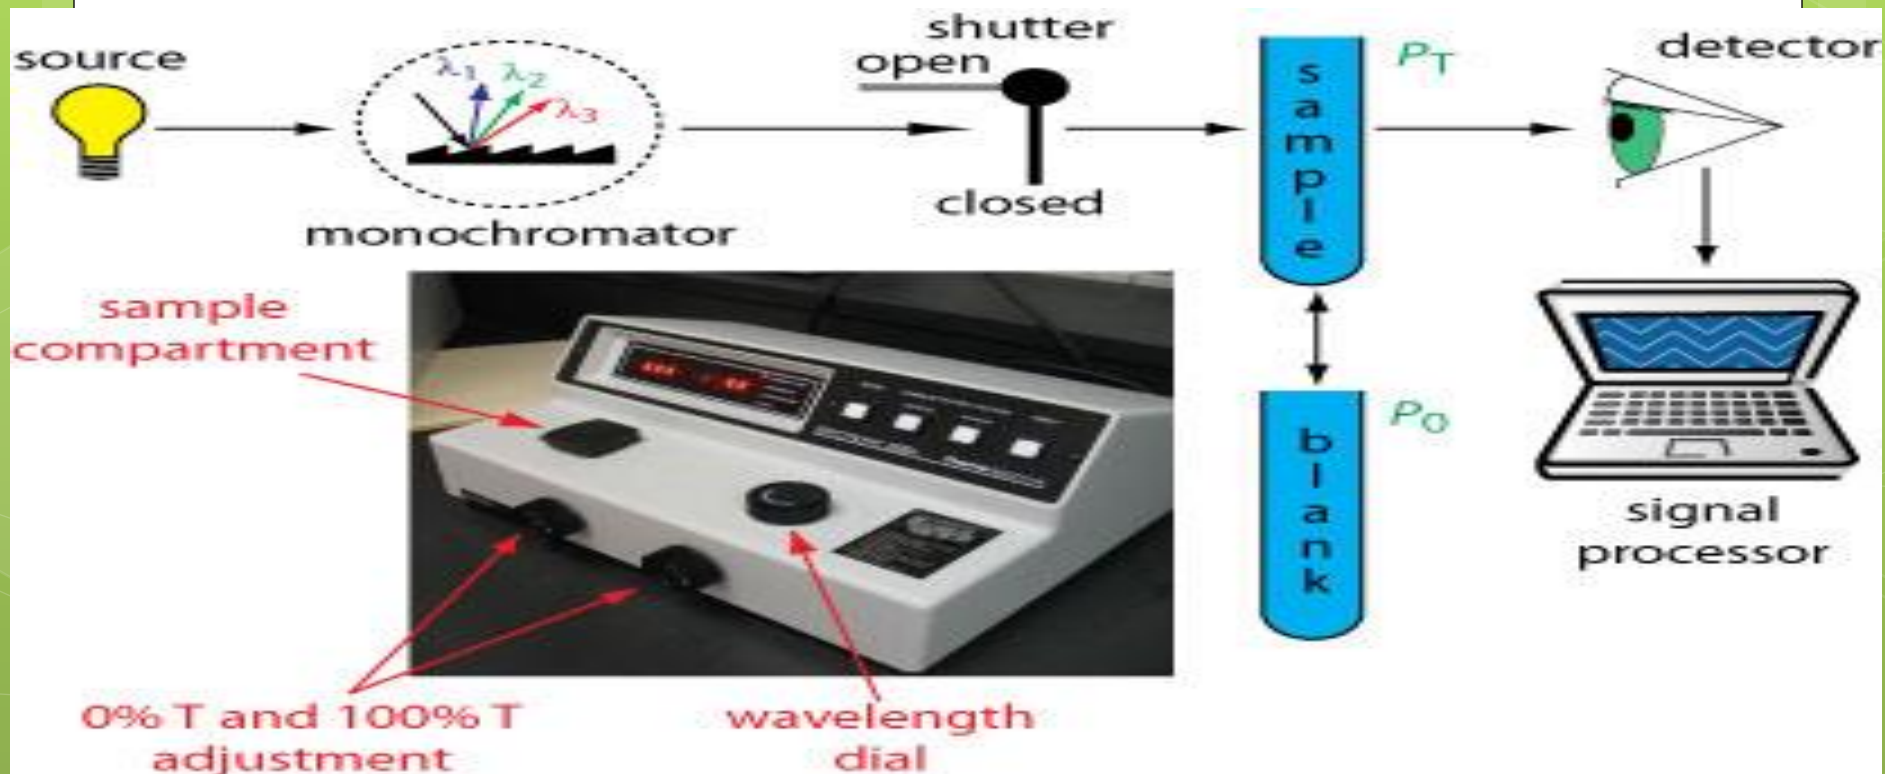 source
λ1 λ2 λ3
monochromator
shutter
open
closed
sample
PT
detector
sample
compartment
blank
P0
signal
processor
0% T and 100% T
adjustment
wavelength
dial